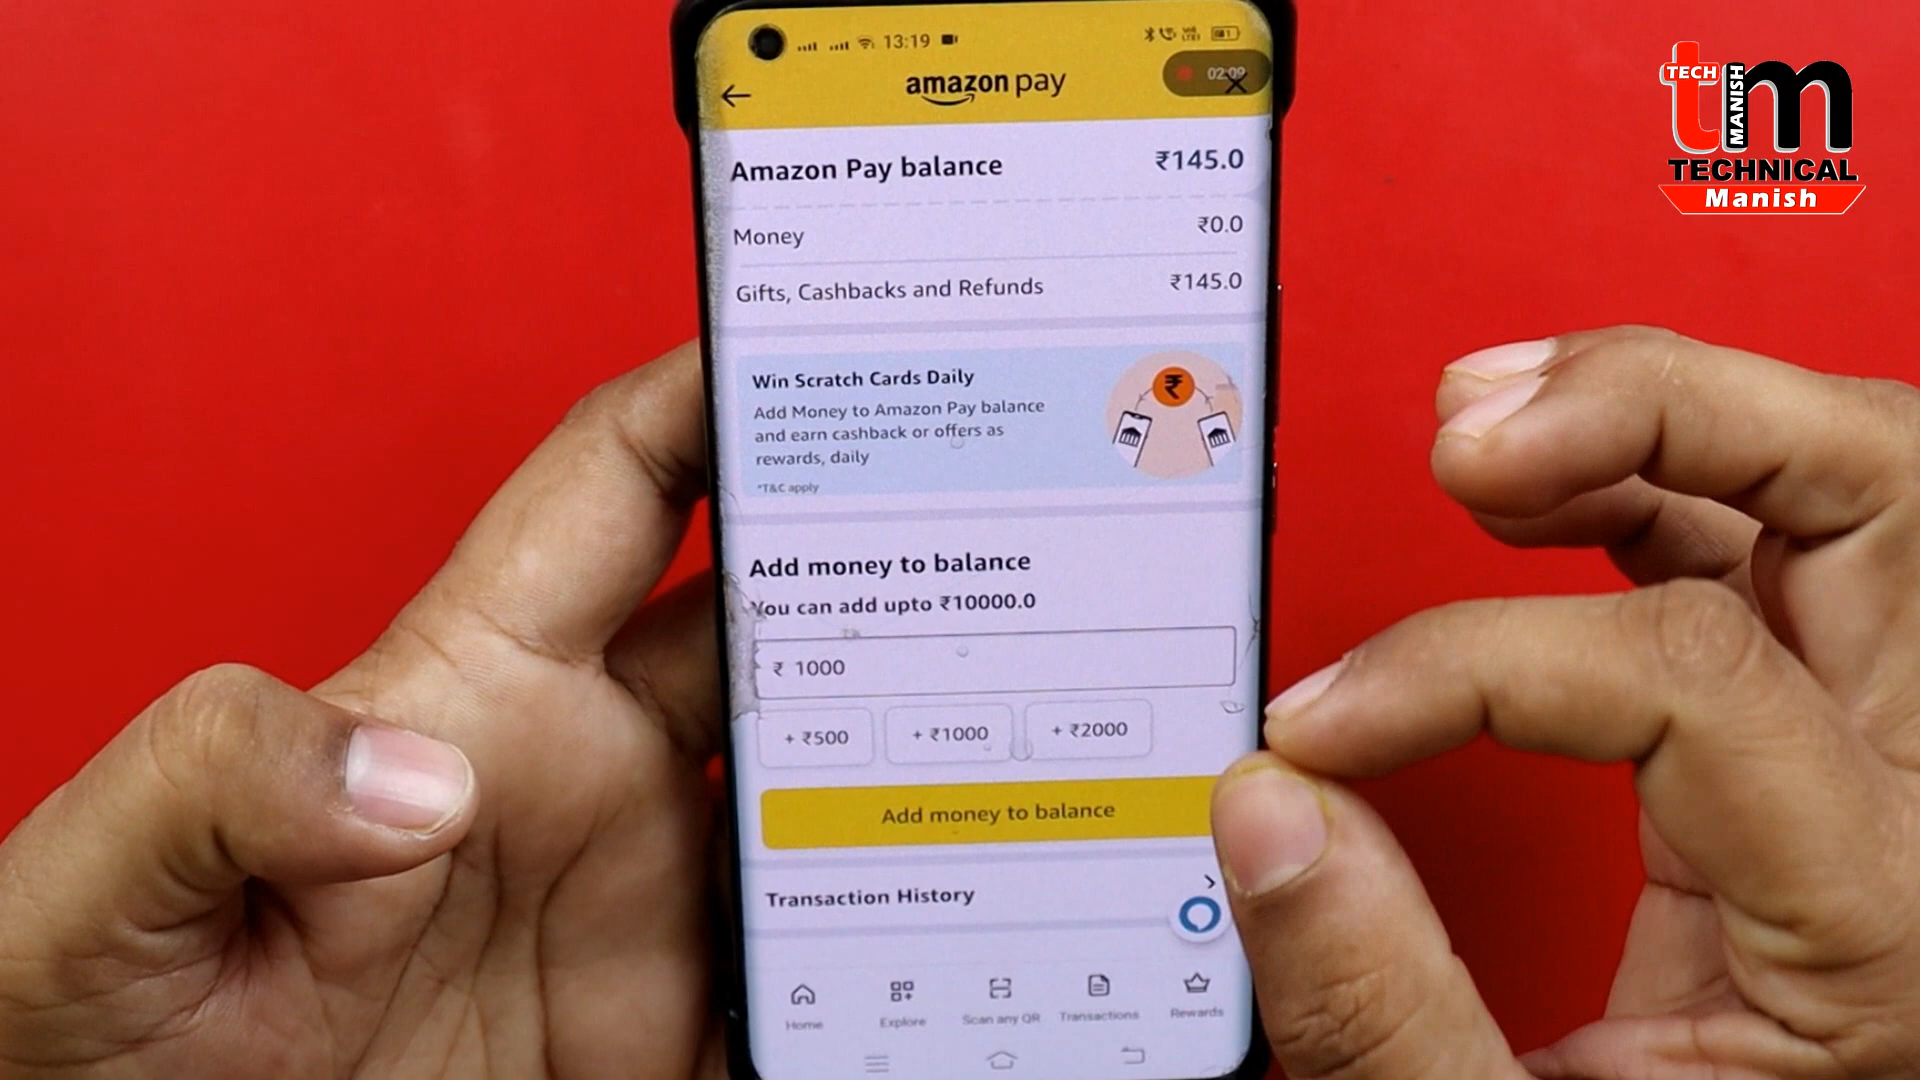 13:19
02:09
amazon pay
TECH
MANISH
tm
TECHNICAL
Manish
Amazon Pay balance ₹145.0
Money ₹0.0
Gifts, Cashbacks and Refunds ₹145.0
Win Scratch Cards Daily
Add Money to Amazon Pay balance
and earn cashback or offers as
rewards, daily
*T&C apply
Add money to balance
You can add upto ₹10000.0
₹ 1000
+ ₹500 + ₹1000 + ₹2000
Add money to balance
Transaction History
Home Explore Scan any QR Transactions Rewards